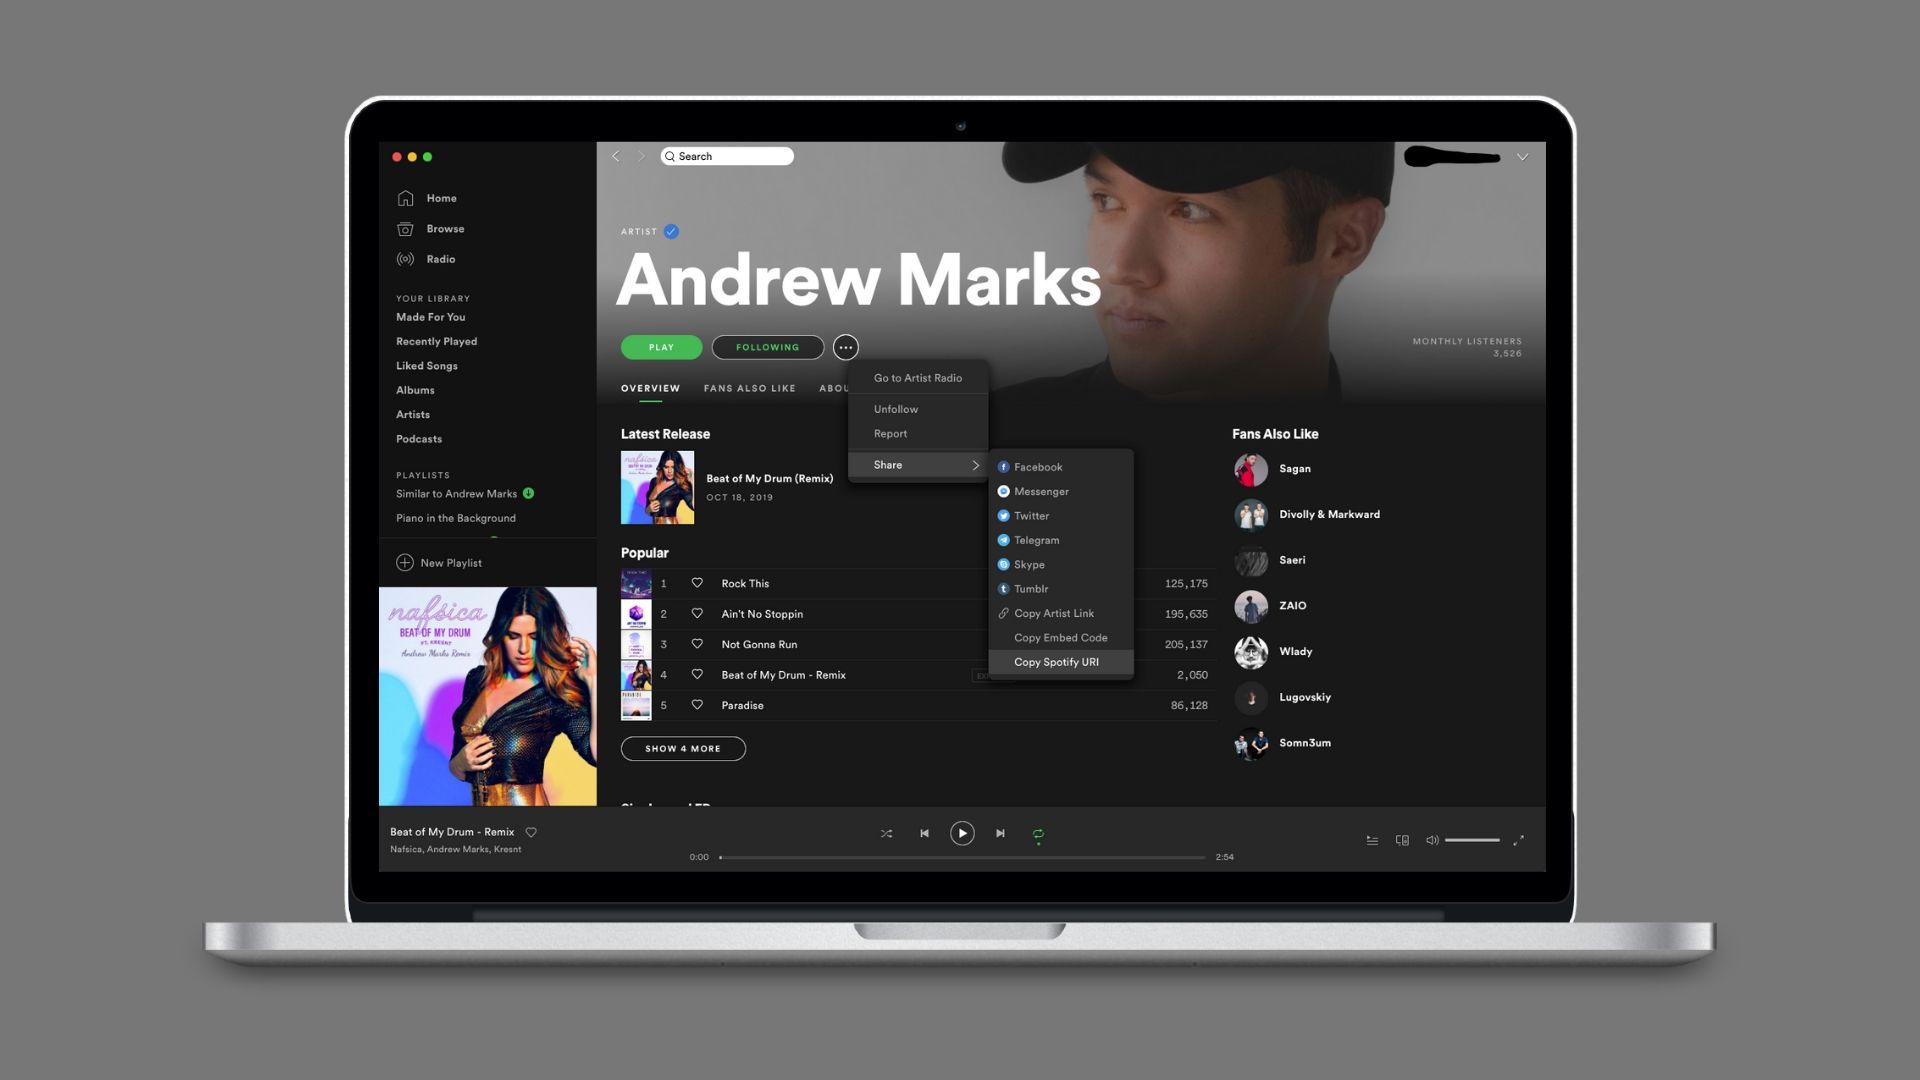 Home
Browse
Radio
YOUR LIBRARY
Made For You
Recently Played
Liked Songs
Albums
Artists
Podcasts
PLAYLISTS
Similar to Andrew Marks
Piano in the Background
New Playlist
nafsica
BEAT OF MY DRUM
FT. KRESNT
Andrew Marks Remix
Search
ARTIST
Andrew Marks
PLAY
FOLLOWING
MONTHLY LISTENERS
3,526
OVERVIEW
FANS ALSO LIKE
ABOU
Go to Artist Radio
Unfollow
Report
Share
Facebook
Messenger
Twitter
Telegram
Skype
Tumblr
Copy Artist Link
Copy Embed Code
Copy Spotify URI
Latest Release
nafsica
Beat of My Drum (Remix)
OCT 18, 2019
Popular
1 Rock This 125,175
2 Ain't No Stoppin 195,635
3 Not Gonna Run 205,137
4 Beat of My Drum - Remix 2,050
5 Paradise 86,128
SHOW 4 MORE
Fans Also Like
Sagan
Divolly & Markward
Saeri
ZAIO
Wlady
Lugovskiy
Somn3um
Beat of My Drum - Remix
Nafsica, Andrew Marks, Kresnt
0:00
2:54